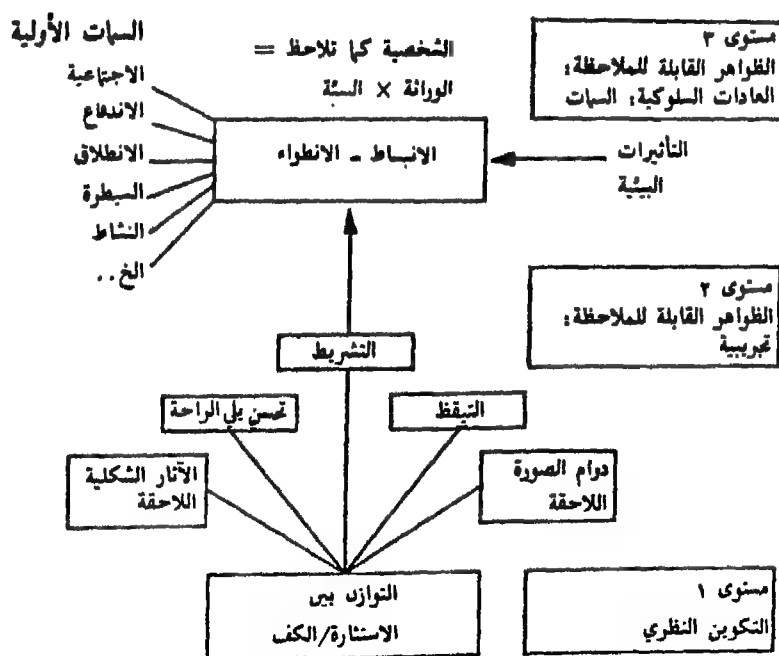 السمات الأولية
الاجتماعية
الاندفاع
الانطلاق
السيطرة
النشاط
الخ..
الشخصية كما تلاحظ =
الوراثة × البيئة
الانبساط - الانطواء
مستوى ٣
الظواهر القابلة للملاحظة:
العادات السلوكية: السمات
التأثيرات
البيئية
مستوى ٢
الظواهر القابلة للملاحظة:
تجريبية
التشريط
تحسن يلي الراحة
التيقظ
الآثار الشكلية
اللاحقة
دوام الصورة
اللاحقة
التوازن بين
الاستثارة/الكف
مستوى ١
التكوين النظري